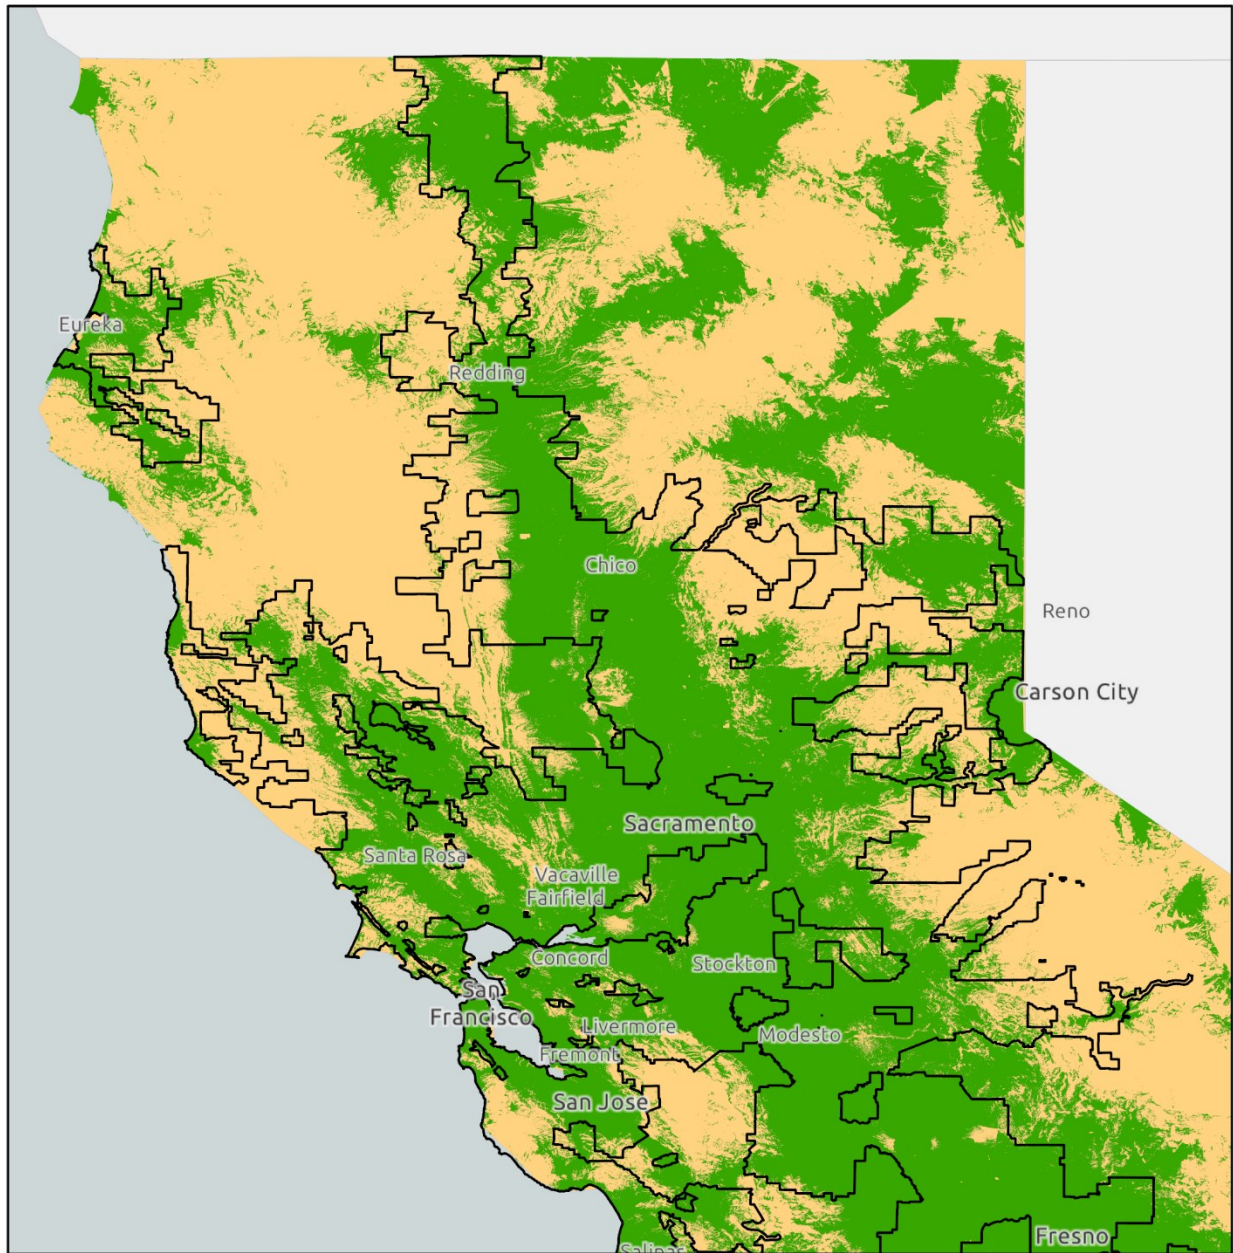 Eureka
Redding
Chico
Reno
Carson City
Sacramento
Santa Rosa
Vacaville
Fairfield
Concord
Stockton
San
Francisco
Livermore
Modesto
Fremont
San Jose
Fresno
Salinas